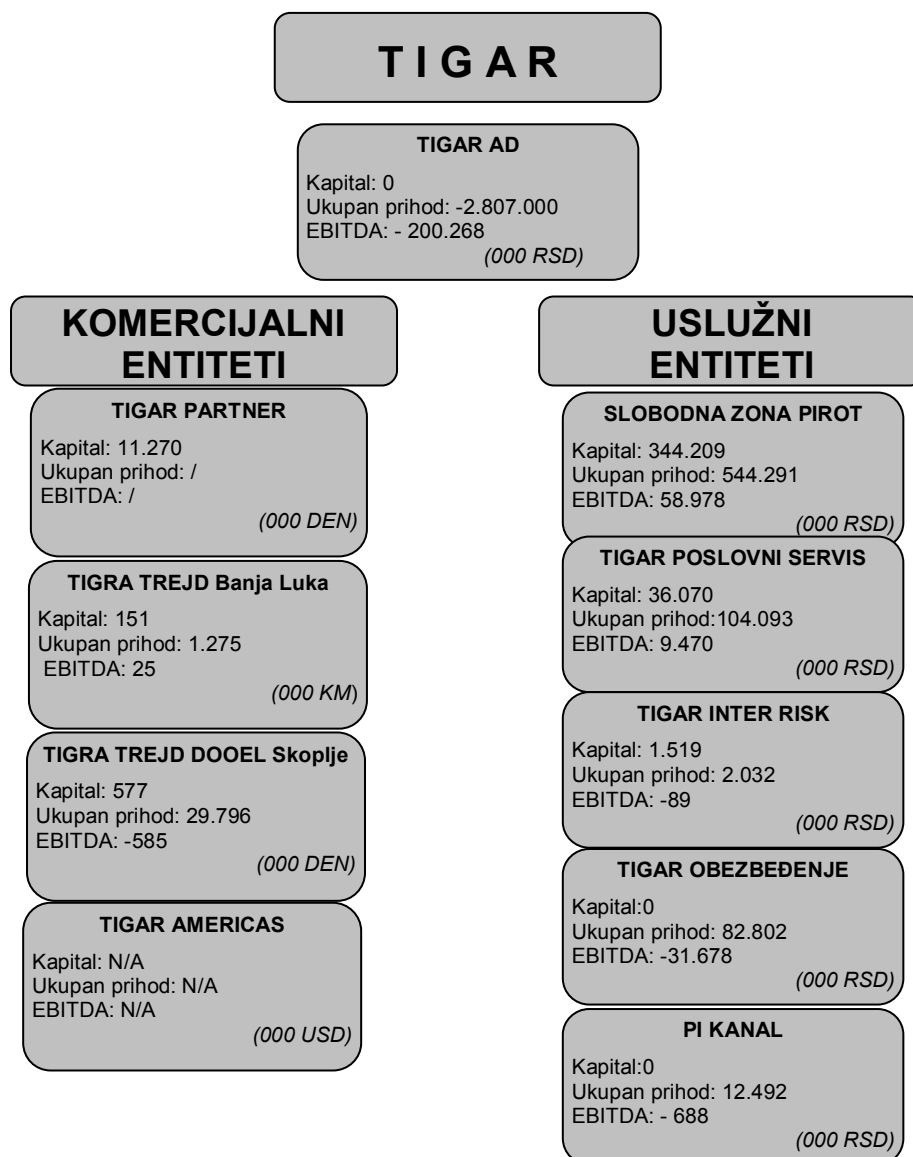 T I G A R
TIGAR AD
Kapital: 0
Ukupan prihod: -2.807.000
EBITDA: - 200.268
(000 RSD)
KOMERCIJALNI
ENTITETI
TIGAR PARTNER
Kapital: 11.270
Ukupan prihod: /
EBITDA: /
(000 DEN)
TIGRA TREJD Banja Luka
Kapital: 151
Ukupan prihod: 1.275
EBITDA: 25
(000 KM)
TIGRA TREJD DOOEL Skoplje
Kapital: 577
Ukupan prihod: 29.796
EBITDA: -585
(000 DEN)
TIGAR AMERICAS
Kapital: N/A
Ukupan prihod: N/A
EBITDA: N/A
(000 USD)
USLUŽNI
ENTITETI
SLOBODNA ZONA PIROT
Kapital: 344.209
Ukupan prihod: 544.291
EBITDA: 58.978
(000 RSD)
TIGAR POSLOVNI SERVIS
Kapital: 36.070
Ukupan prihod:104.093
EBITDA: 9.470
(000 RSD)
TIGAR INTER RISK
Kapital: 1.519
Ukupan prihod: 2.032
EBITDA: -89
(000 RSD)
TIGAR OBEZBEĐENJE
Kapital:0
Ukupan prihod: 82.802
EBITDA: -31.678
(000 RSD)
PI KANAL
Kapital:0
Ukupan prihod: 12.492
EBITDA: - 688
(000 RSD)